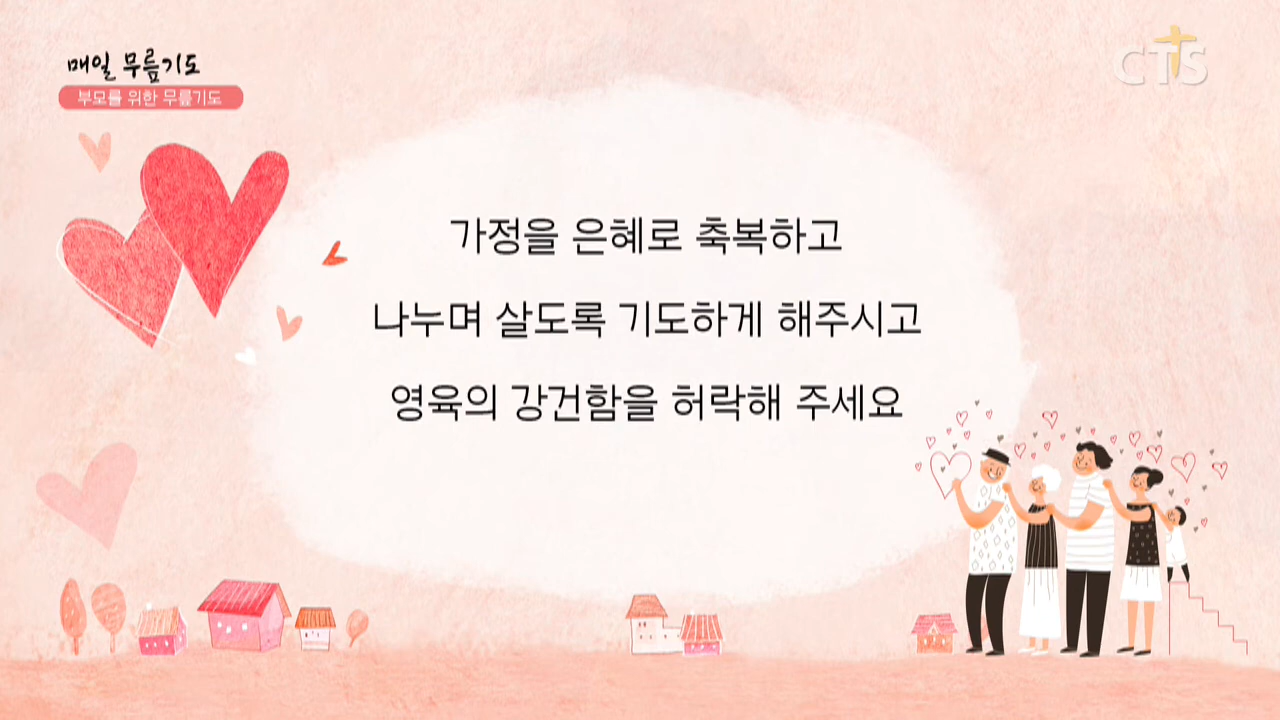 매일 무릎기도
부모를 위한 무릎기도
CTS
가정을 은혜로 축복하고
나누며 살도록 기도하게 해주시고
영육의 강건함을 허락해 주세요